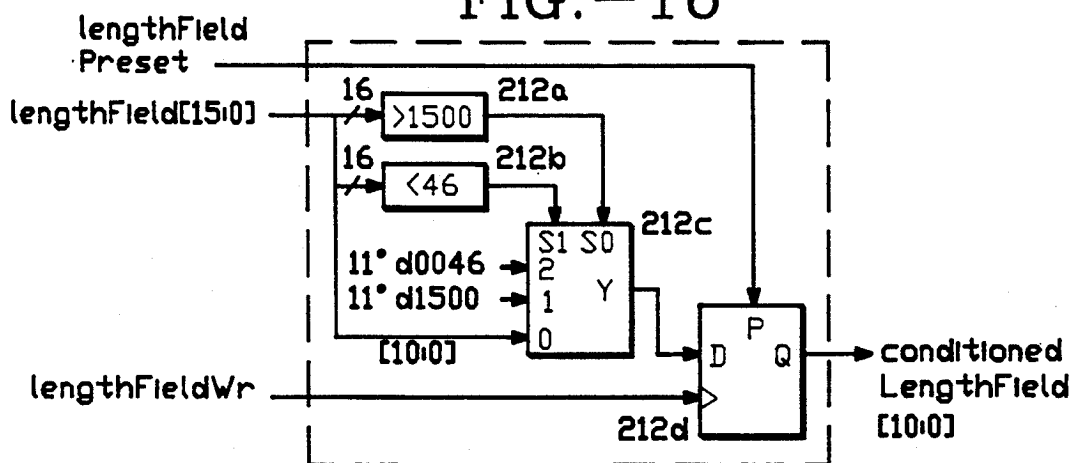 FIG.-16
lengthField
Preset
lengthField[15:0]
16
>1500
212a
16
<46
212b
S1 S0
212c
11' d0046
2
Y
11' d1500
1
[10:0]
0
P
D
Q
conditioned
LengthField
[10:0]
lengthFieldWr
212d